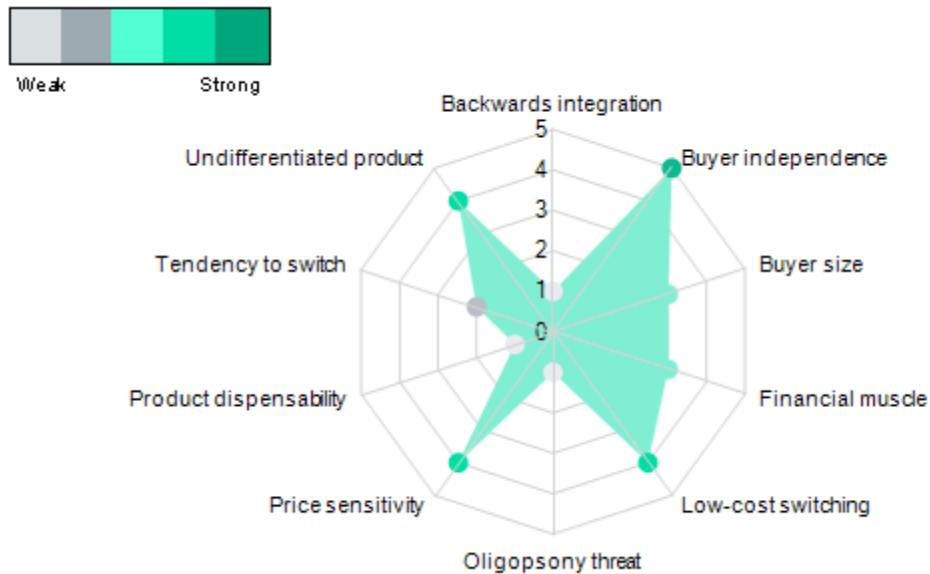 Weak Strong
Backwards integration
5
Undifferentiated product
Buyer independence
4
3
2
Tendency to switch
Buyer size
1
0
Product dispensability
Financial muscle
Price sensitivity
Low-cost switching
Oligopsony threat